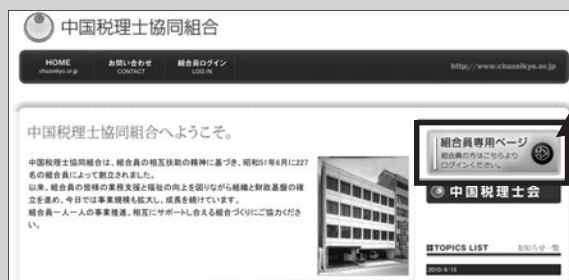 中国税理士協同組合
HOME
chuzeikyo.or.jp
お問い合わせ
CONTACT
組合員ログイン
LOG IN
http://www.chuzeikyo.or.jp
中国税理士協同組合へようこそ。
中国税理士協同組合は、組合員の相互扶助の精神に基づき、昭和51年6月に227
名の組合員によって創立されました。
以来、組合員の皆様の業務支援と福祉の向上を図りながら組織と財政基盤の確
立を進め、今日では事業規模も拡大し、成長を続けています。
組合員一人一人の事業推進、相互にサポートし合える組合づくりにご協力くださ
い。
組合員専用ページ
組合員の方はこちらより
ログインください。
中国税理士会
TOPICS LIST
お知らせ一覧
2010/4/15